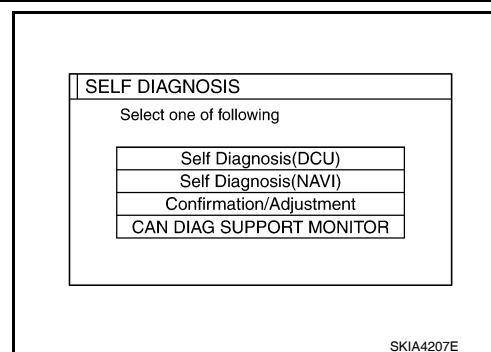 SELF DIAGNOSIS
Select one of following
Self Diagnosis(DCU)
Self Diagnosis(NAVI)
Confirmation/Adjustment
CAN DIAG SUPPORT MONITOR
SKIA4207E